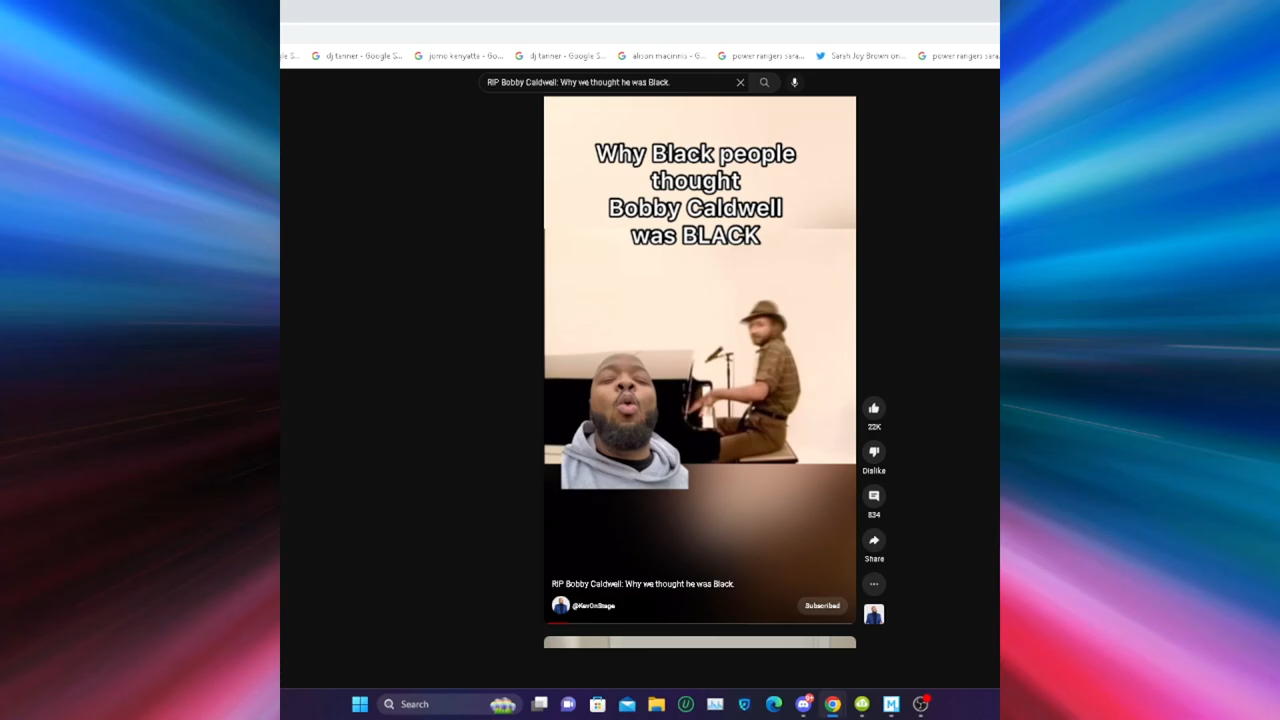 dj tanner - Google S...
jomo kenyatta - Go...
dj tanner - Google S...
alison macinnis - G...
power rangers sara...
Sarah Joy Brown on...
power rangers sara
RIP Bobby Caldwell: Why we thought he was Black.
Why Black people
thought
Bobby Caldwell
was BLACK
22K
Dislike
834
Share
RIP Bobby Caldwell: Why we thought he was Black.
@KevOnStage
Subscribed
Search